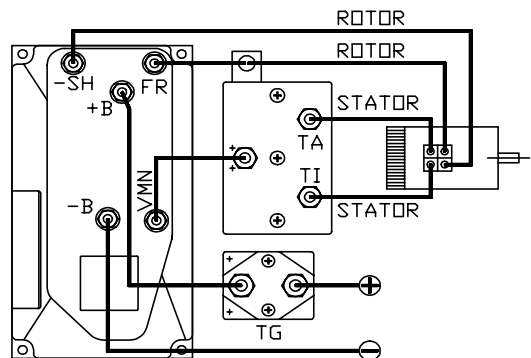 ROTOR
ROTOR
-SH
FR
+B
STATOR
TA
VMN
TI
-B
STATOR
TG